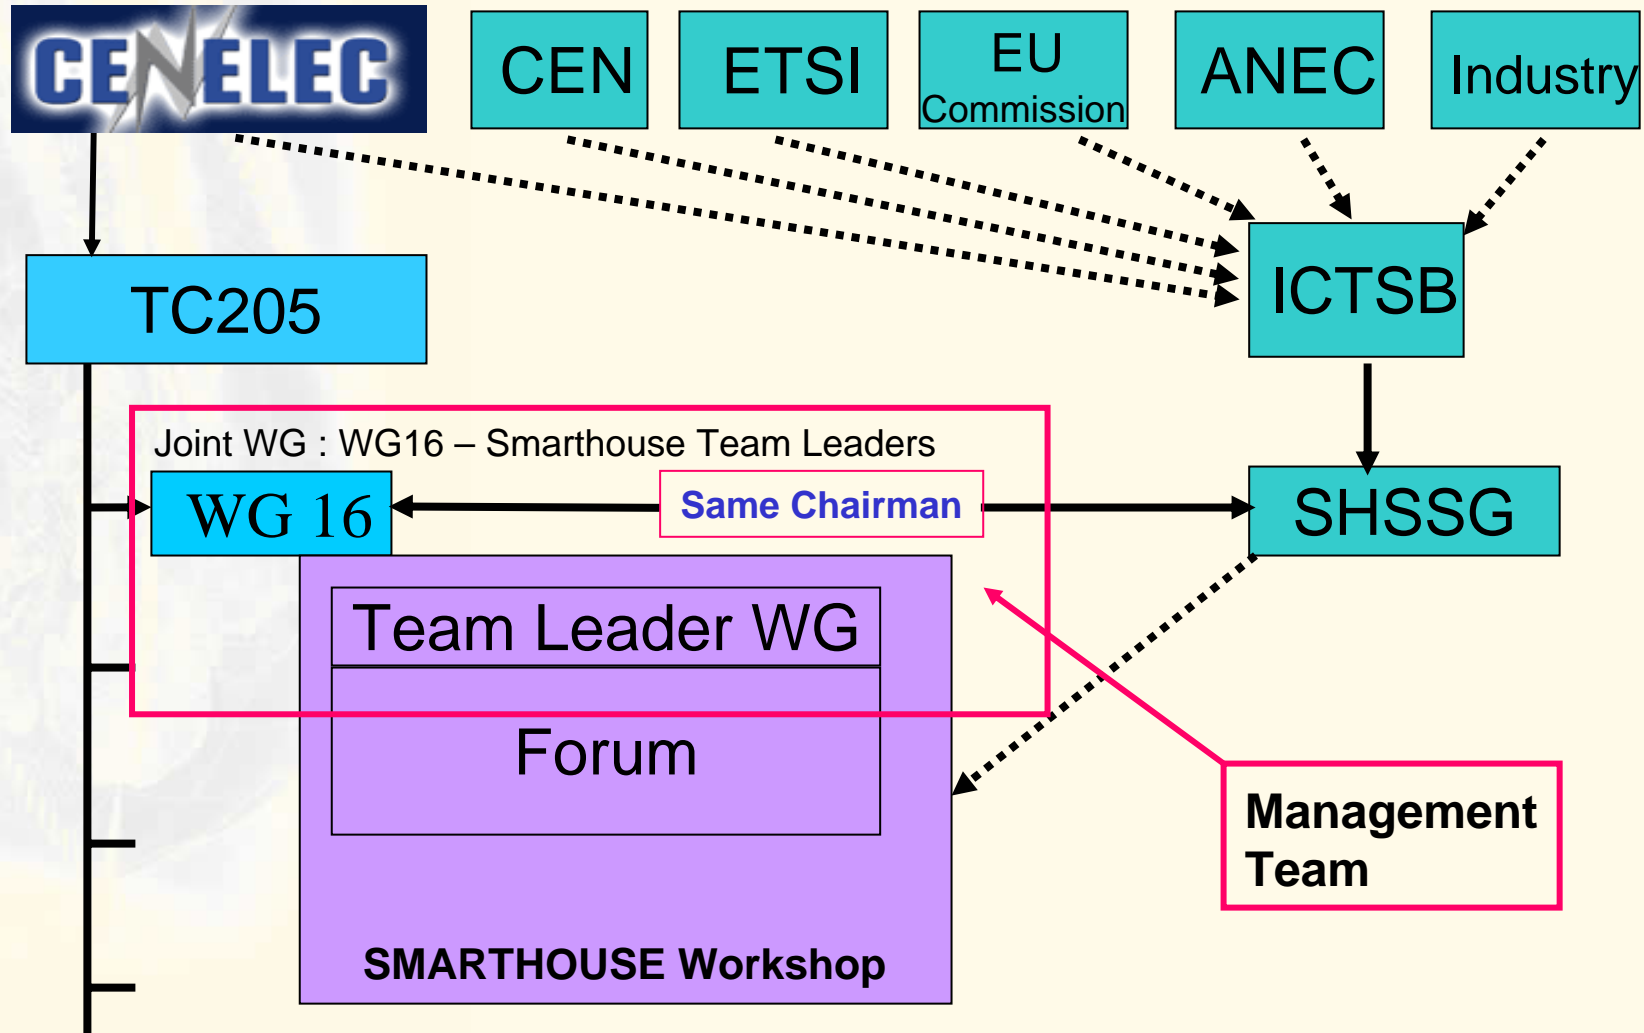 CENELEC
CEN
ETSI
EU
Commission
ANEC
Industry
TC205
ICTSB
Joint WG : WG16 – Smarthouse Team Leaders
WG 16
Same Chairman
SHSSG
Team Leader WG
Forum
Management
Team
SMARTHOUSE Workshop